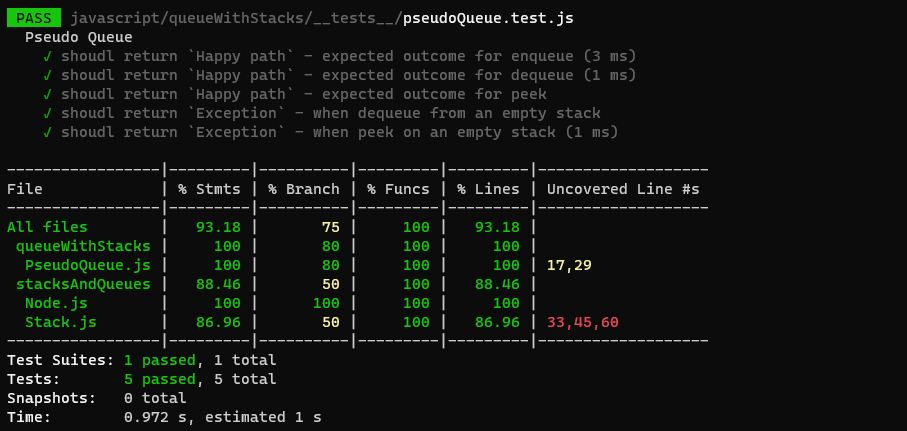 PASS javascript/queueWithStacks/__tests__/pseudoQueue.test.js
  Pseudo Queue
    √ shoudl return `Happy path` - expected outcome for enqueue (3 ms)
    √ shoudl return `Happy path` - expected outcome for dequeue (1 ms)
    √ shoudl return `Happy path` - expected outcome for peek
    √ shoudl return `Exception` - when dequeue from an empty stack
    √ shoudl return `Exception` - when peek on an empty stack (1 ms)

-----------------|---------|----------|---------|---------|-------------------
File             | % Stmts | % Branch | % Funcs | % Lines | Uncovered Line #s
-----------------|---------|----------|---------|---------|-------------------
All files        |   93.18 |       75 |     100 |   93.18 |
 queueWithStacks |     100 |       80 |     100 |     100 |
  PseudoQueue.js |     100 |       80 |     100 |     100 | 17,29
 stacksAndQueues |   88.46 |       50 |     100 |   88.46 |
  Node.js        |     100 |      100 |     100 |     100 |
  Stack.js       |   86.96 |       50 |     100 |   86.96 | 33,45,60
-----------------|---------|----------|---------|---------|-------------------
Test Suites: 1 passed, 1 total
Tests:       5 passed, 5 total
Snapshots:   0 total
Time:        0.972 s, estimated 1 s